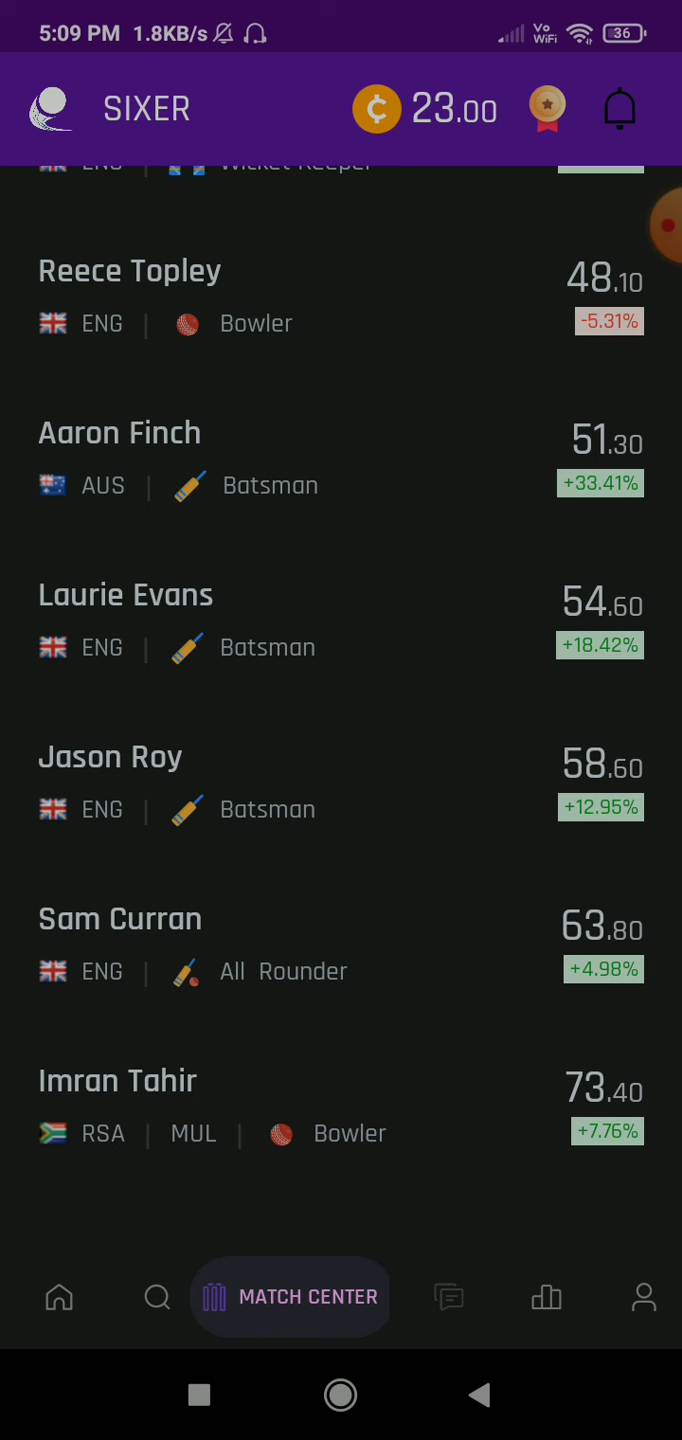 5:09 PM 1.8KB/s Vo WiFi 36
SIXER ¢ 23.00
ENG | Wicket Keeper
Reece Topley 48.10
ENG | Bowler -5.31%
Aaron Finch 51.30
AUS | Batsman +33.41%
Laurie Evans 54.60
ENG | Batsman +18.42%
Jason Roy 58.60
ENG | Batsman +12.95%
Sam Curran 63.80
ENG | All Rounder +4.98%
Imran Tahir 73.40
RSA | MUL | Bowler +7.76%
MATCH CENTER